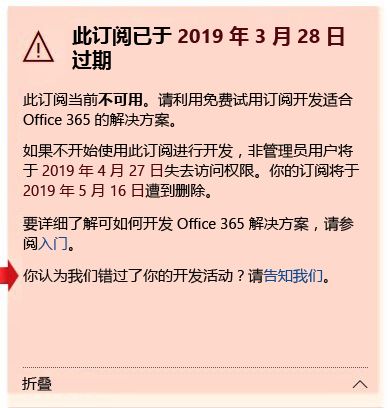 此订阅已于 2019 年 3 月 28 日
过期
此订阅当前不可用。请利用免费试用订阅开发适合
Office 365 的解决方案。
如果不开始使用此订阅进行开发，非管理员用户将
于 2019 年 4 月 27 日失去访问权限。你的订阅将于
2019 年 5 月 16 日遭到删除。
要详细了解可如何开发 Office 365 解决方案，请参
阅入门。
你认为我们错过了你的开发活动？请告知我们。
折叠